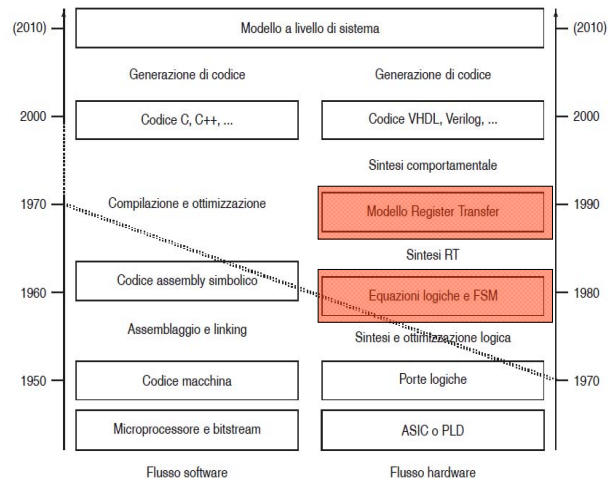 (2010)
Modello a livello di sistema
(2010)
Generazione di codice
Generazione di codice
2000
Codice C, C++, ...
Codice VHDL, Verilog, ...
2000
Sintesi comportamentale
1970
Compilazione e ottimizzazione
Modello Register Transfer
1990
Sintesi RT
Codice assembly simbolico
1960
Equazioni logiche e FSM
1980
Assemblaggio e linking
Sintesi e ottimizzazione logica
1950
Codice macchina
Porte logiche
1970
Microprocessore e bitstream
ASIC o PLD
Flusso software
Flusso hardware